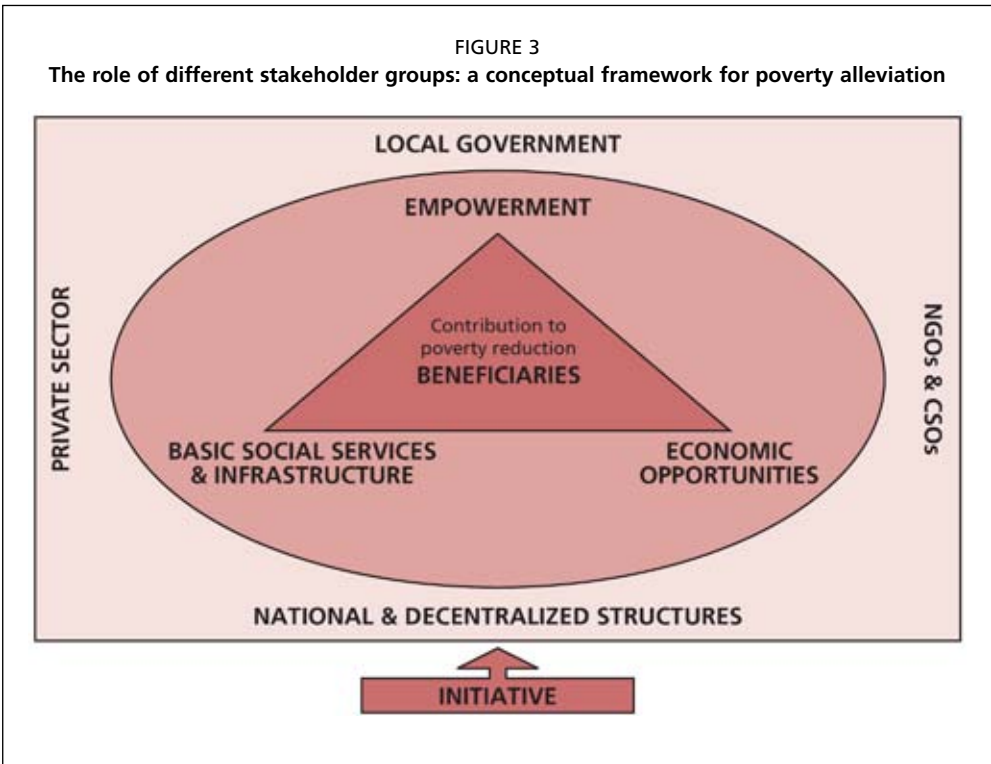 FIGURE 3
The role of different stakeholder groups: a conceptual framework for poverty alleviation
LOCAL GOVERNMENT
EMPOWERMENT
PRIVATE SECTOR
Contribution to
poverty reduction
BENEFICIARIES
NGOs & CSOs
BASIC SOCIAL SERVICES
& INFRASTRUCTURE
ECONOMIC
OPPORTUNITIES
NATIONAL & DECENTRALIZED STRUCTURES
INITIATIVE